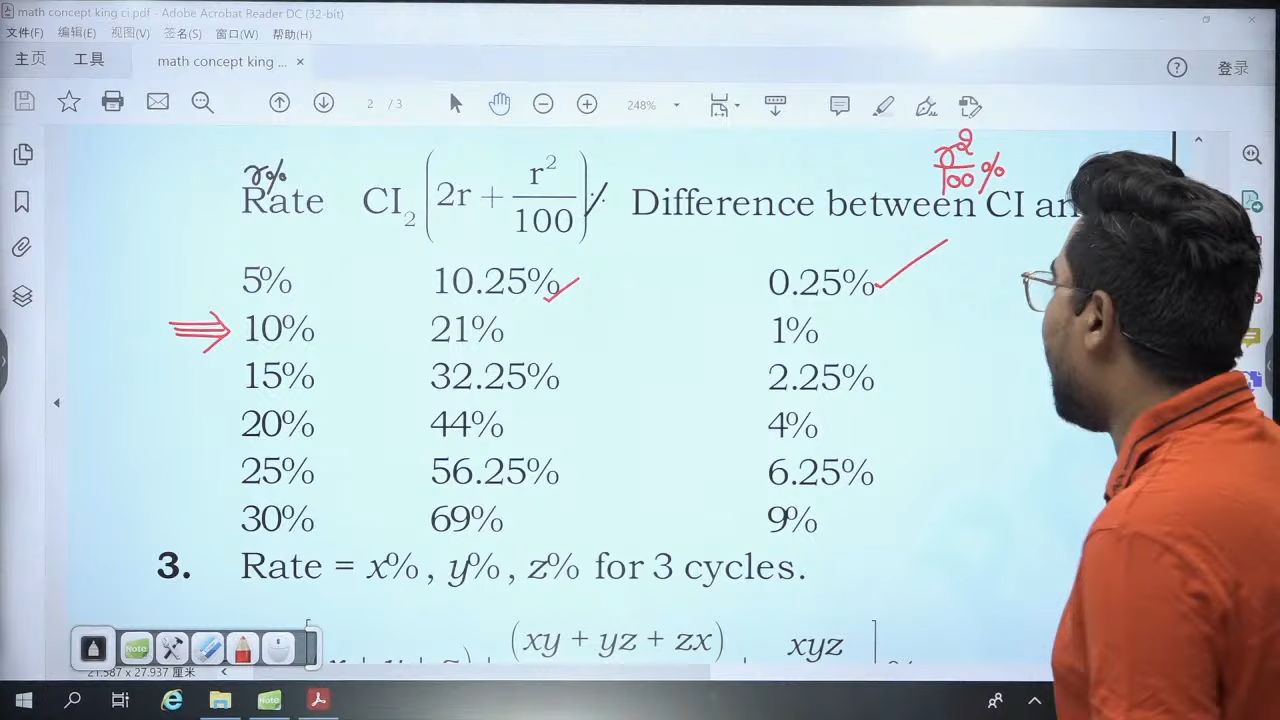 math concept king ci.pdf - Adobe Acrobat Reader DC (32-bit)
文件(F) 编辑(E) 视图(V) 签名(S) 窗口(W) 帮助(H)
主页 工具 math concept king ... × 登录
2 / 3 248%
r²/100 %
r%
Rate CI₂ (2r + r²/100)% Difference between CI an
5% 10.25% 0.25%
10% 21% 1%
15% 32.25% 2.25%
20% 44% 4%
25% 56.25% 6.25%
30% 69% 9%
3. Rate = x%, y%, z% for 3 cycles.
(xy + yz + zx) xyz
Note
21.587 x 27.937 厘米
Note